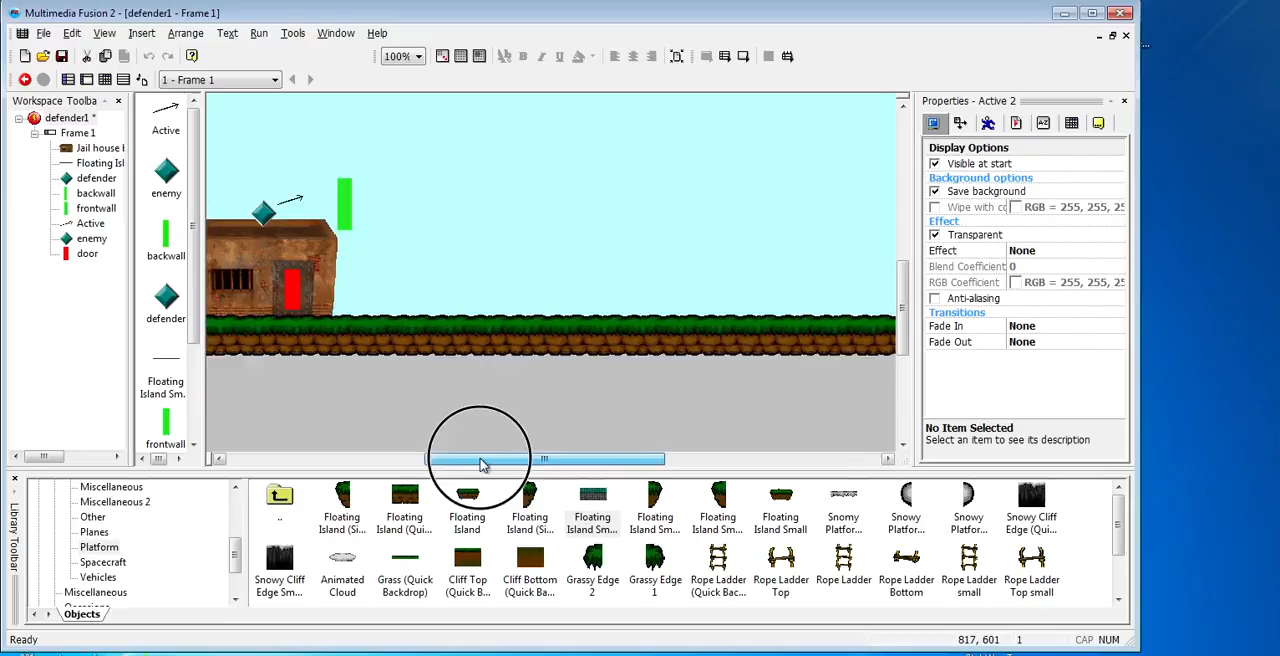 Multimedia Fusion 2 - [defender1 - Frame 1]
File Edit View Insert Arrange Text Run Tools Window Help
100%
1 - Frame 1
Workspace Toolba
defender1 *
Frame 1
Jail house b
Floating Isl
defender
backwall
frontwall
Active
enemy
door
Active
enemy
backwall
defender
Floating
Island Sm.
frontwall
Properties - Active 2
Display Options
Visible at start
Background options
Save background
Wipe with cc RGB = 255, 255, 25
Effect
Transparent
Effect None
Blend Coefficient 0
RGB Coefficient RGB = 255, 255, 25
Anti-aliasing
Transitions
Fade In None
Fade Out None
No Item Selected
Select an item to see its description
Library Toolbar
Miscellaneous
Miscellaneous 2
Other
Planes
Platform
Spacecraft
Vehicles
Miscellaneous
Objects
..
Floating
Island (Si...
Floating
Island (Qui...
Floating
Island
Floating
Island (Si...
Floating
Island Sm...
Floating
Island Sm...
Floating
Island Sm...
Floating
Island Small
Snomy
Platfor...
Snowy
Platfor...
Snowy
Platfor...
Snowy Cliff
Edge (Qui...
Snowy Cliff
Edge Sm...
Animated
Cloud
Grass (Quick
Backdrop)
Cliff Top
(Quick B...
Cliff Bottom
(Quick Ba...
Grassy Edge
2
Grassy Edge
1
Rope Ladder
(Quick Bac...
Rope Ladder
Top
Rope Ladder
Rope Ladder
Bottom
Rope Ladder
small
Rope Ladder
Top small
Ready
817, 601 1 CAP NUM